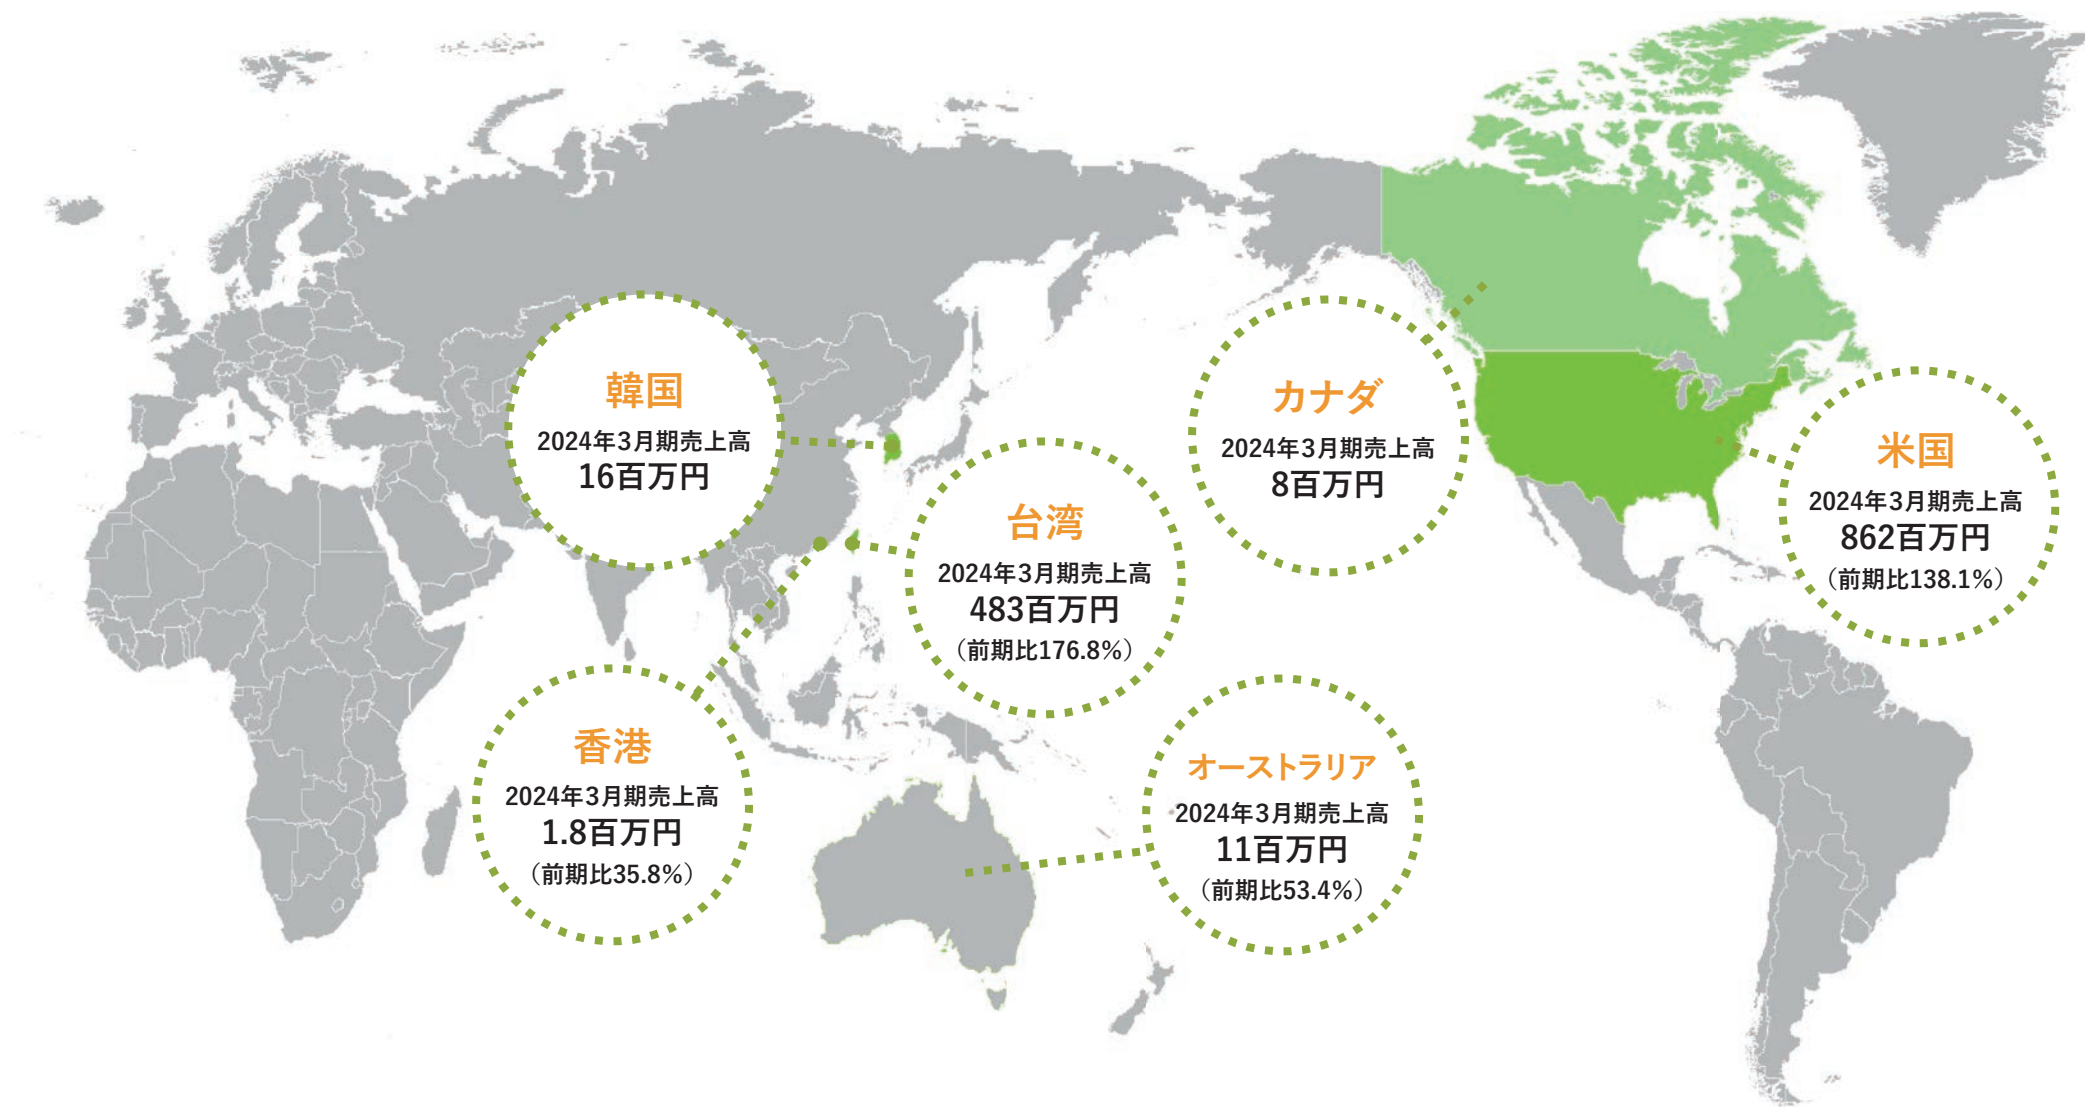 韓国
2024年3月期売上高
16百万円
カナダ
2024年3月期売上高
8百万円
米国
2024年3月期売上高
862百万円
（前期比138.1%）
台湾
2024年3月期売上高
483百万円
（前期比176.8%）
香港
2024年3月期売上高
1.8百万円
（前期比35.8%）
オーストラリア
2024年3月期売上高
11百万円
（前期比53.4%）